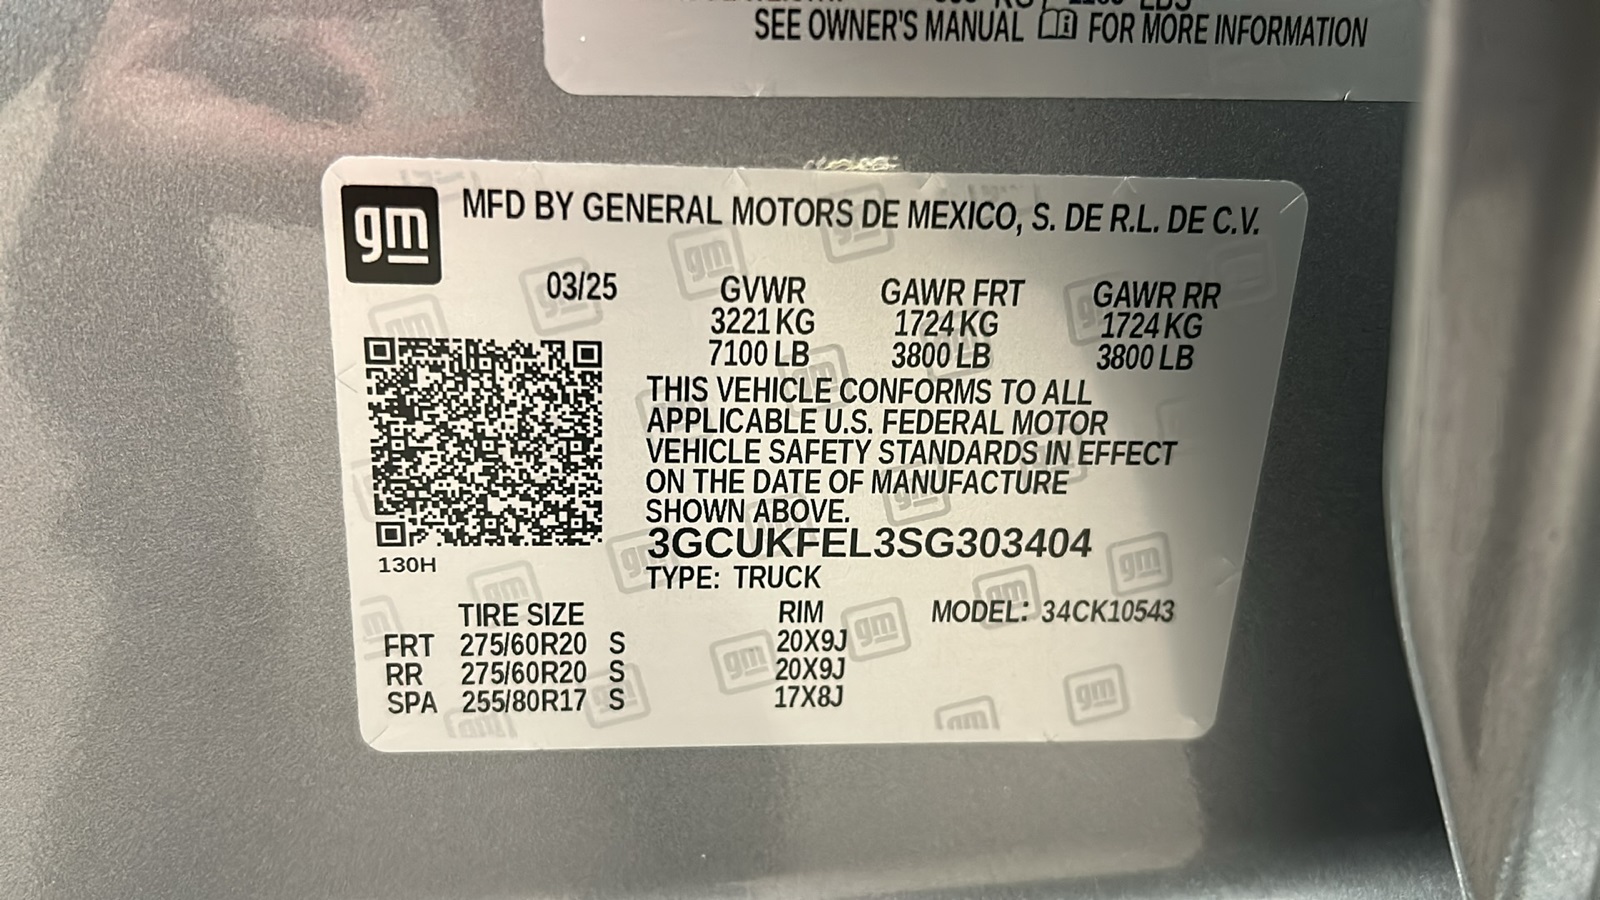 SEE OWNER'S MANUAL FOR MORE INFORMATION
gm
MFD BY GENERAL MOTORS DE MEXICO, S. DE R.L. DE C.V.
03/25 GVWR GAWR FRT GAWR RR
3221 KG 1724 KG 1724 KG
7100 LB 3800 LB 3800 LB
THIS VEHICLE CONFORMS TO ALL
APPLICABLE U.S. FEDERAL MOTOR
VEHICLE SAFETY STANDARDS IN EFFECT
ON THE DATE OF MANUFACTURE
SHOWN ABOVE.
3GCUKFEL3SG303404
130H
TYPE: TRUCK
TIRE SIZE RIM MODEL: 34CK10543
FRT 275/60R20 S 20X9J
RR 275/60R20 S 20X9J
SPA 255/80R17 S 17X8J